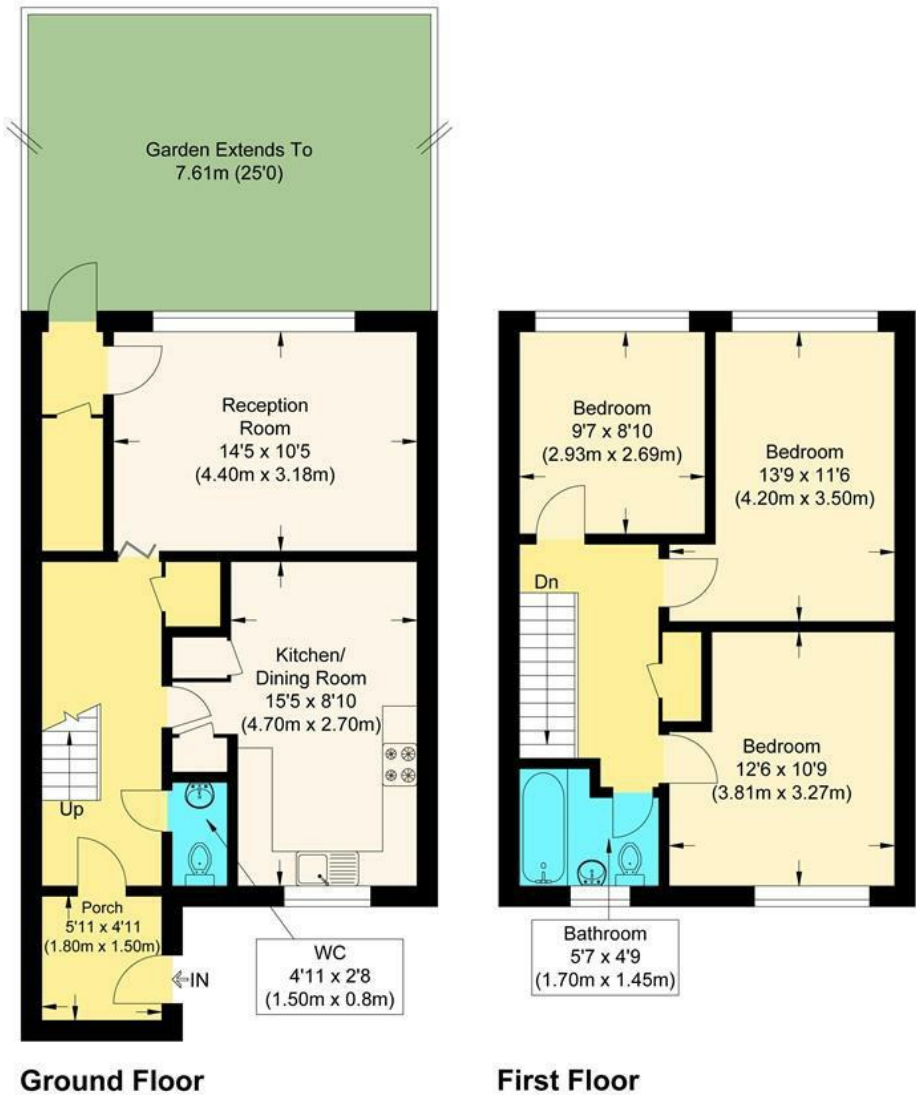 Garden Extends To
7.61m (25'0)
Reception
Room
14'5 x 10'5
(4.40m x 3.18m)
Kitchen/
Dining Room
15'5 x 8'10
(4.70m x 2.70m)
Up
Porch
5'11 x 4'11
(1.80m x 1.50m)
IN
WC
4'11 x 2'8
(1.50m x 0.8m)
Ground Floor
Bedroom
9'7 x 8'10
(2.93m x 2.69m)
Bedroom
13'9 x 11'6
(4.20m x 3.50m)
Dn
Bedroom
12'6 x 10'9
(3.81m x 3.27m)
Bathroom
5'7 x 4'9
(1.70m x 1.45m)
First Floor